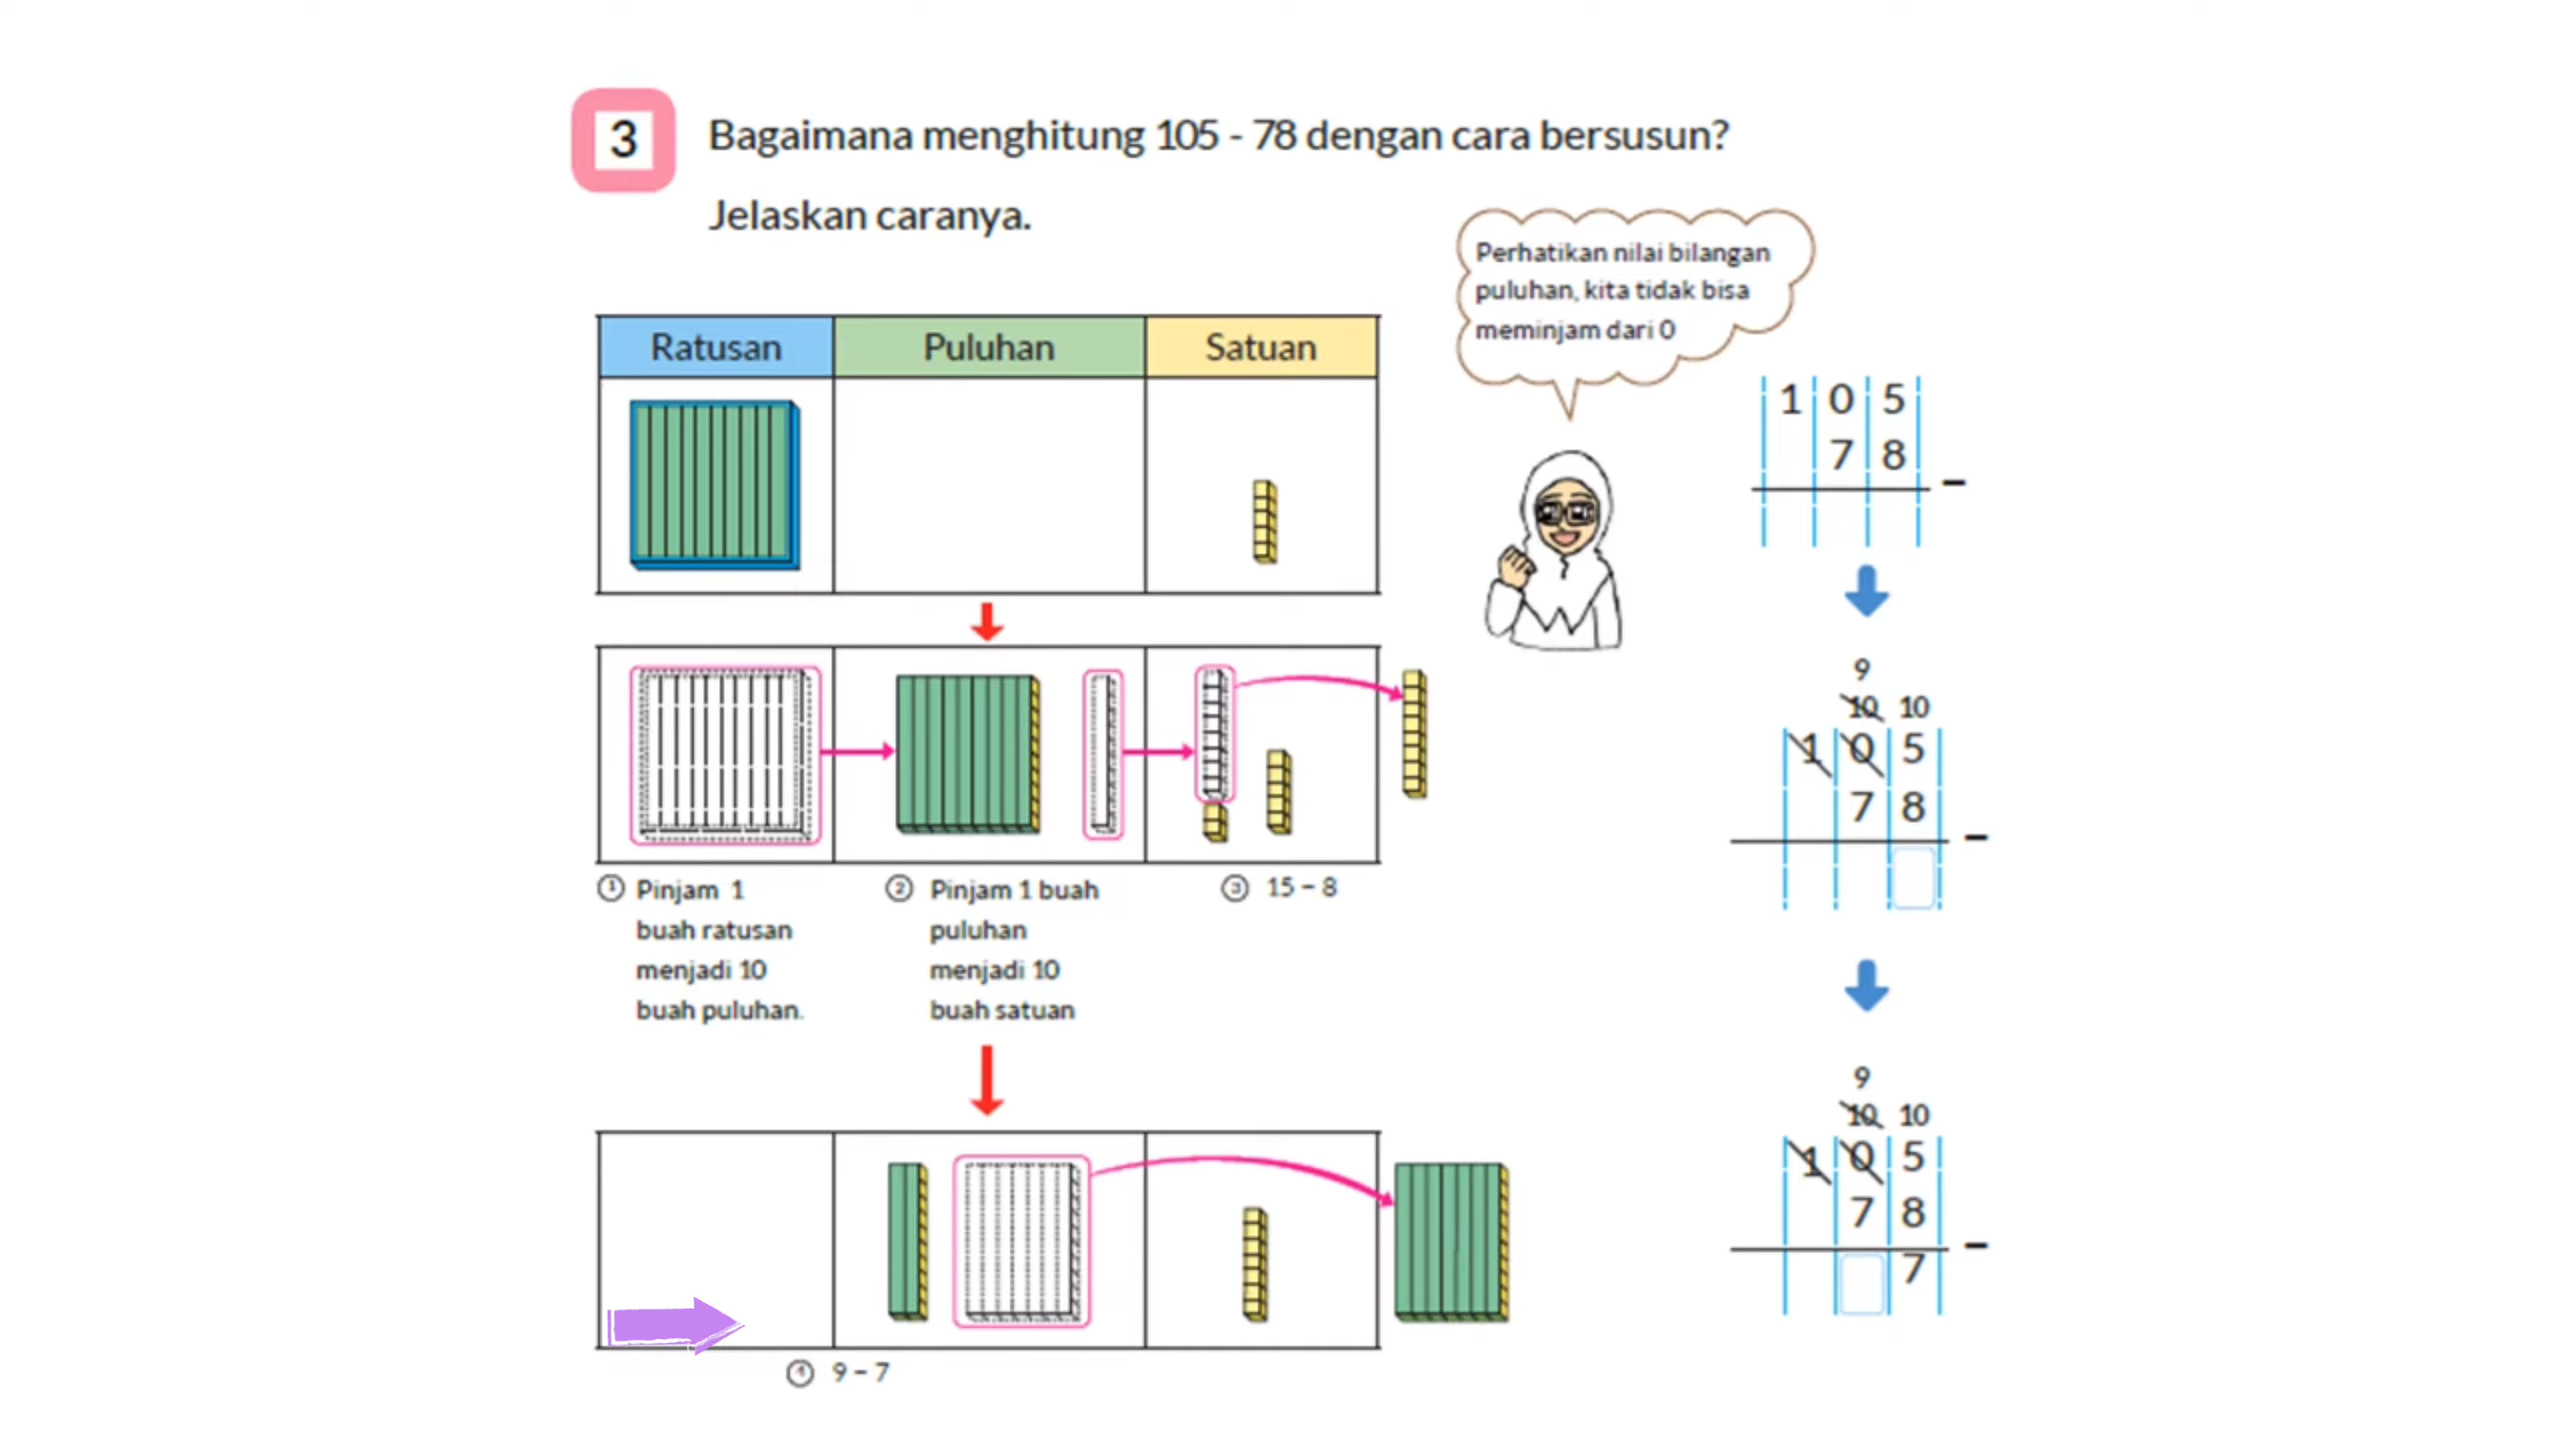 3
Bagaimana menghitung 105 - 78 dengan cara bersusun?
Jelaskan caranya.
Perhatikan nilai bilangan
puluhan, kita tidak bisa
meminjam dari 0
Ratusan Puluhan Satuan
1 0 5
7 8
-
9
10 10
1 0 5
7 8
-
① Pinjam 1
buah ratusan
menjadi 10
buah puluhan.
② Pinjam 1 buah
puluhan
menjadi 10
buah satuan
③ 15 – 8
9
10 10
1 0 5
7 8
-
7
④ 9 – 7